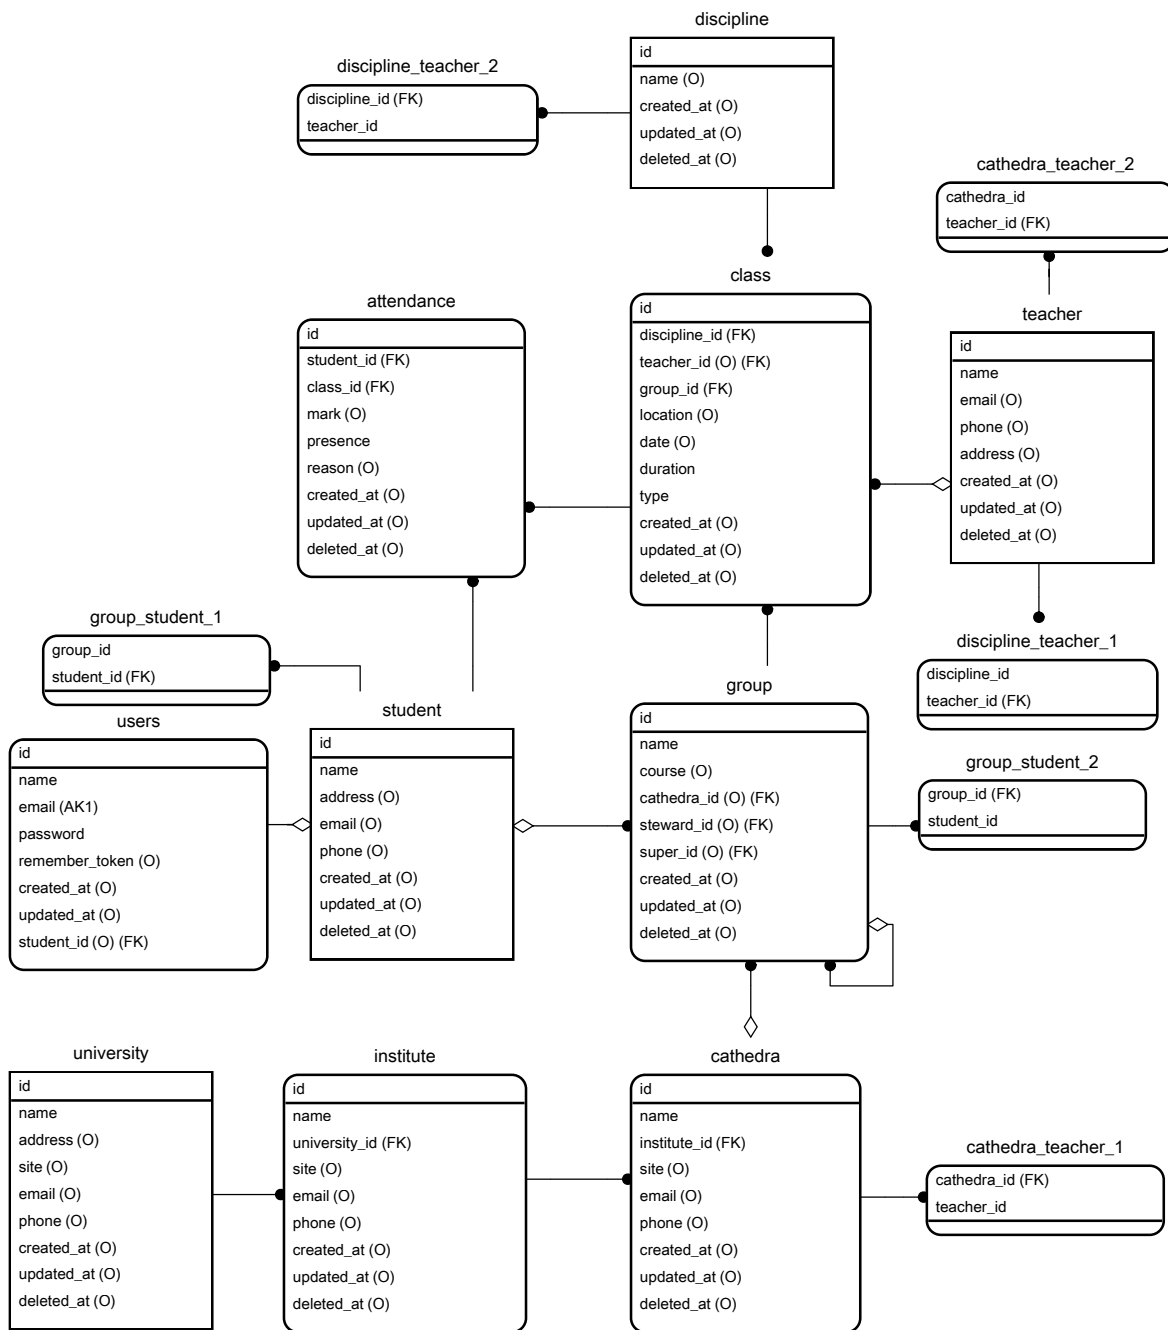 discipline
id
name (O)
created_at (O)
updated_at (O)
deleted_at (O)
discipline_teacher_2
discipline_id (FK)
teacher_id
cathedra_teacher_2
cathedra_id
teacher_id (FK)
attendance
id
student_id (FK)
class_id (FK)
mark (O)
presence
reason (O)
created_at (O)
updated_at (O)
deleted_at (O)
class
id
discipline_id (FK)
teacher_id (O) (FK)
group_id (FK)
location (O)
date (O)
duration
type
created_at (O)
updated_at (O)
deleted_at (O)
teacher
id
name
email (O)
phone (O)
address (O)
created_at (O)
updated_at (O)
deleted_at (O)
group_student_1
group_id
student_id (FK)
discipline_teacher_1
discipline_id
teacher_id (FK)
users
id
name
email (AK1)
password
remember_token (O)
created_at (O)
updated_at (O)
student_id (O) (FK)
student
id
name
address (O)
email (O)
phone (O)
created_at (O)
updated_at (O)
deleted_at (O)
group
id
name
course (O)
cathedra_id (O) (FK)
steward_id (O) (FK)
super_id (O) (FK)
created_at (O)
updated_at (O)
deleted_at (O)
group_student_2
group_id (FK)
student_id
university
id
name
address (O)
site (O)
email (O)
phone (O)
created_at (O)
updated_at (O)
deleted_at (O)
institute
id
name
university_id (FK)
site (O)
email (O)
phone (O)
created_at (O)
updated_at (O)
deleted_at (O)
cathedra
id
name
institute_id (FK)
site (O)
email (O)
phone (O)
created_at (O)
updated_at (O)
deleted_at (O)
cathedra_teacher_1
cathedra_id (FK)
teacher_id